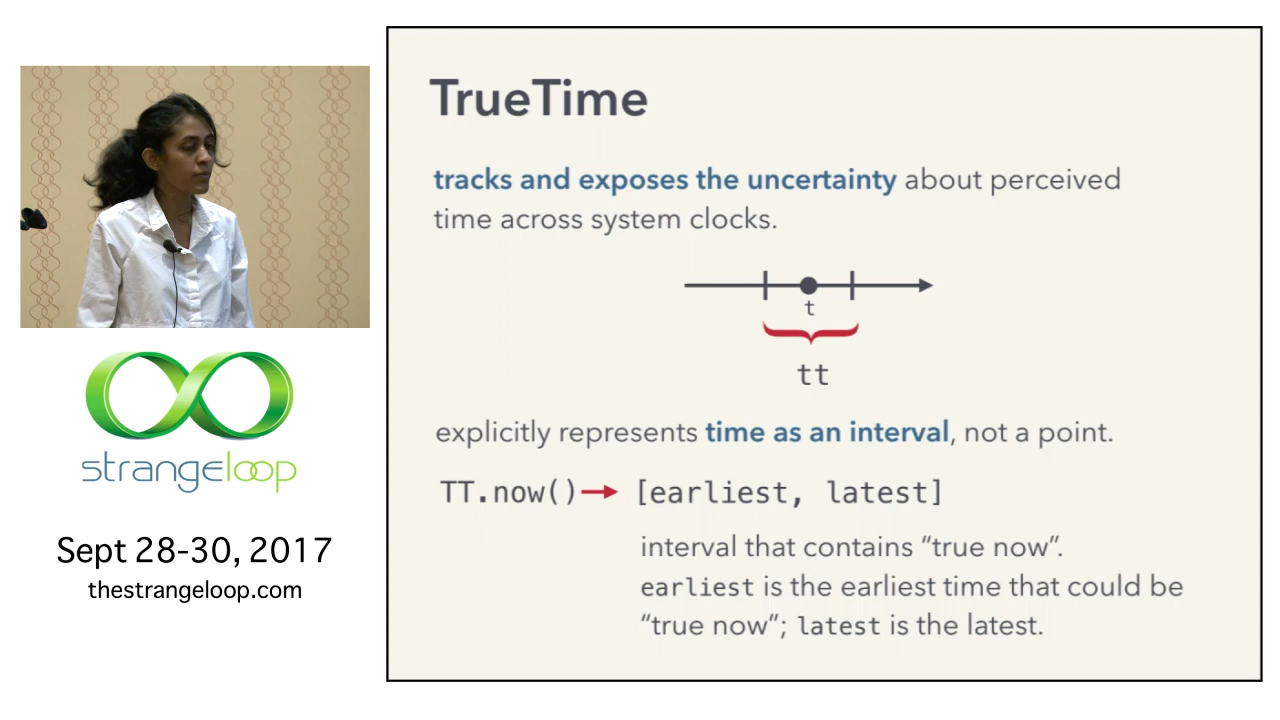 TrueTime
tracks and exposes the uncertainty about perceived
time across system clocks.
t
tt
explicitly represents time as an interval, not a point.
TT.now() → [earliest, latest]
interval that contains “true now”.
earliest is the earliest time that could be
“true now”; latest is the latest.
strangeloop
Sept 28-30, 2017
thestrangeloop.com